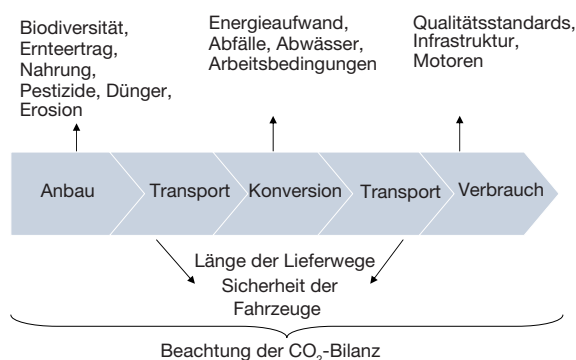 Biodiversität,
Ernteertrag,
Nahrung,
Pestizide, Dünger,
Erosion
Energieaufwand,
Abfälle, Abwässer,
Arbeitsbedingungen
Qualitätsstandards,
Infrastruktur,
Motoren
Anbau
Transport
Konversion
Transport
Verbrauch
Länge der Lieferwege
Sicherheit der
Fahrzeuge
Beachtung der CO₂-Bilanz